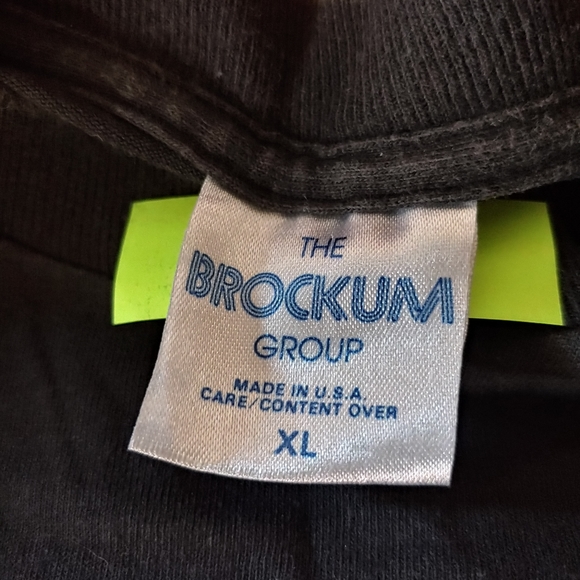 THE
BROCKUM
GROUP
MADE IN U.S.A.
CARE/CONTENT OVER
XL